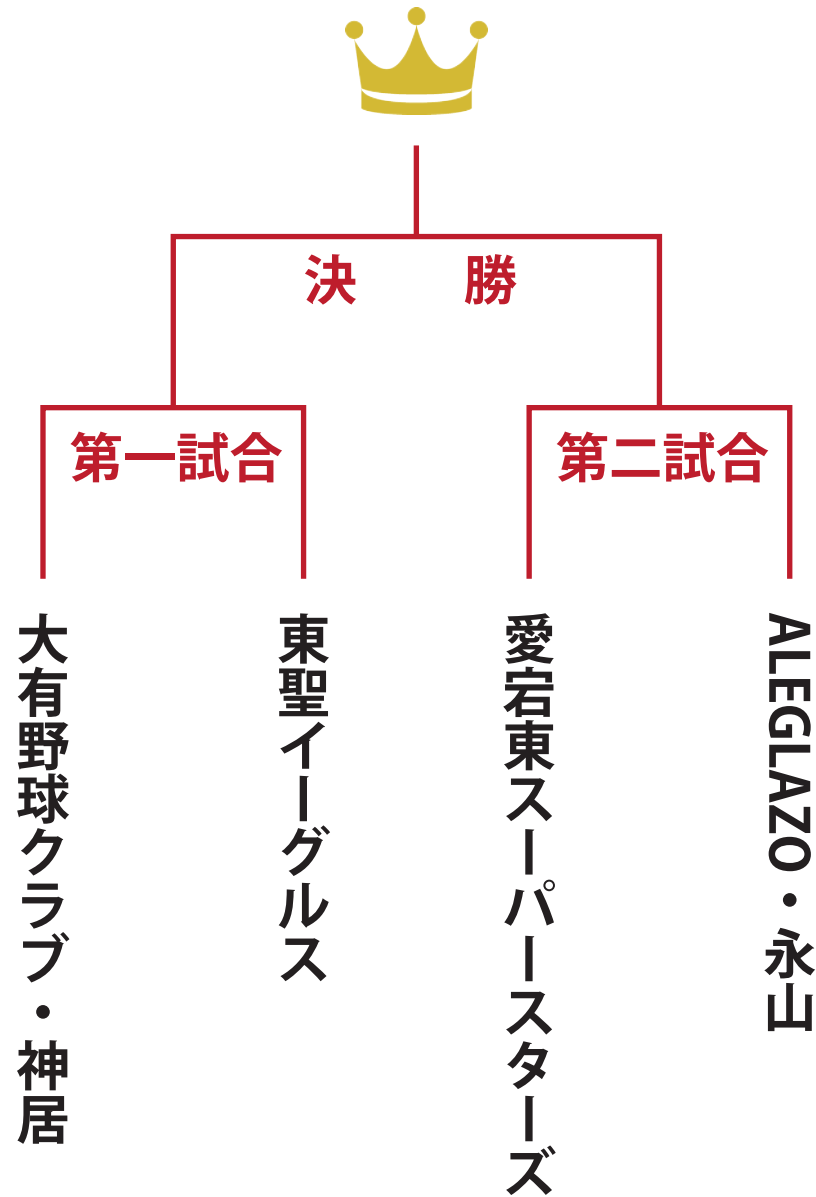 決 勝
第一試合
第二試合
大有野球クラブ・神居
東聖イーグルス
愛宕東スーパースターズ
ALEGLAZO・永山